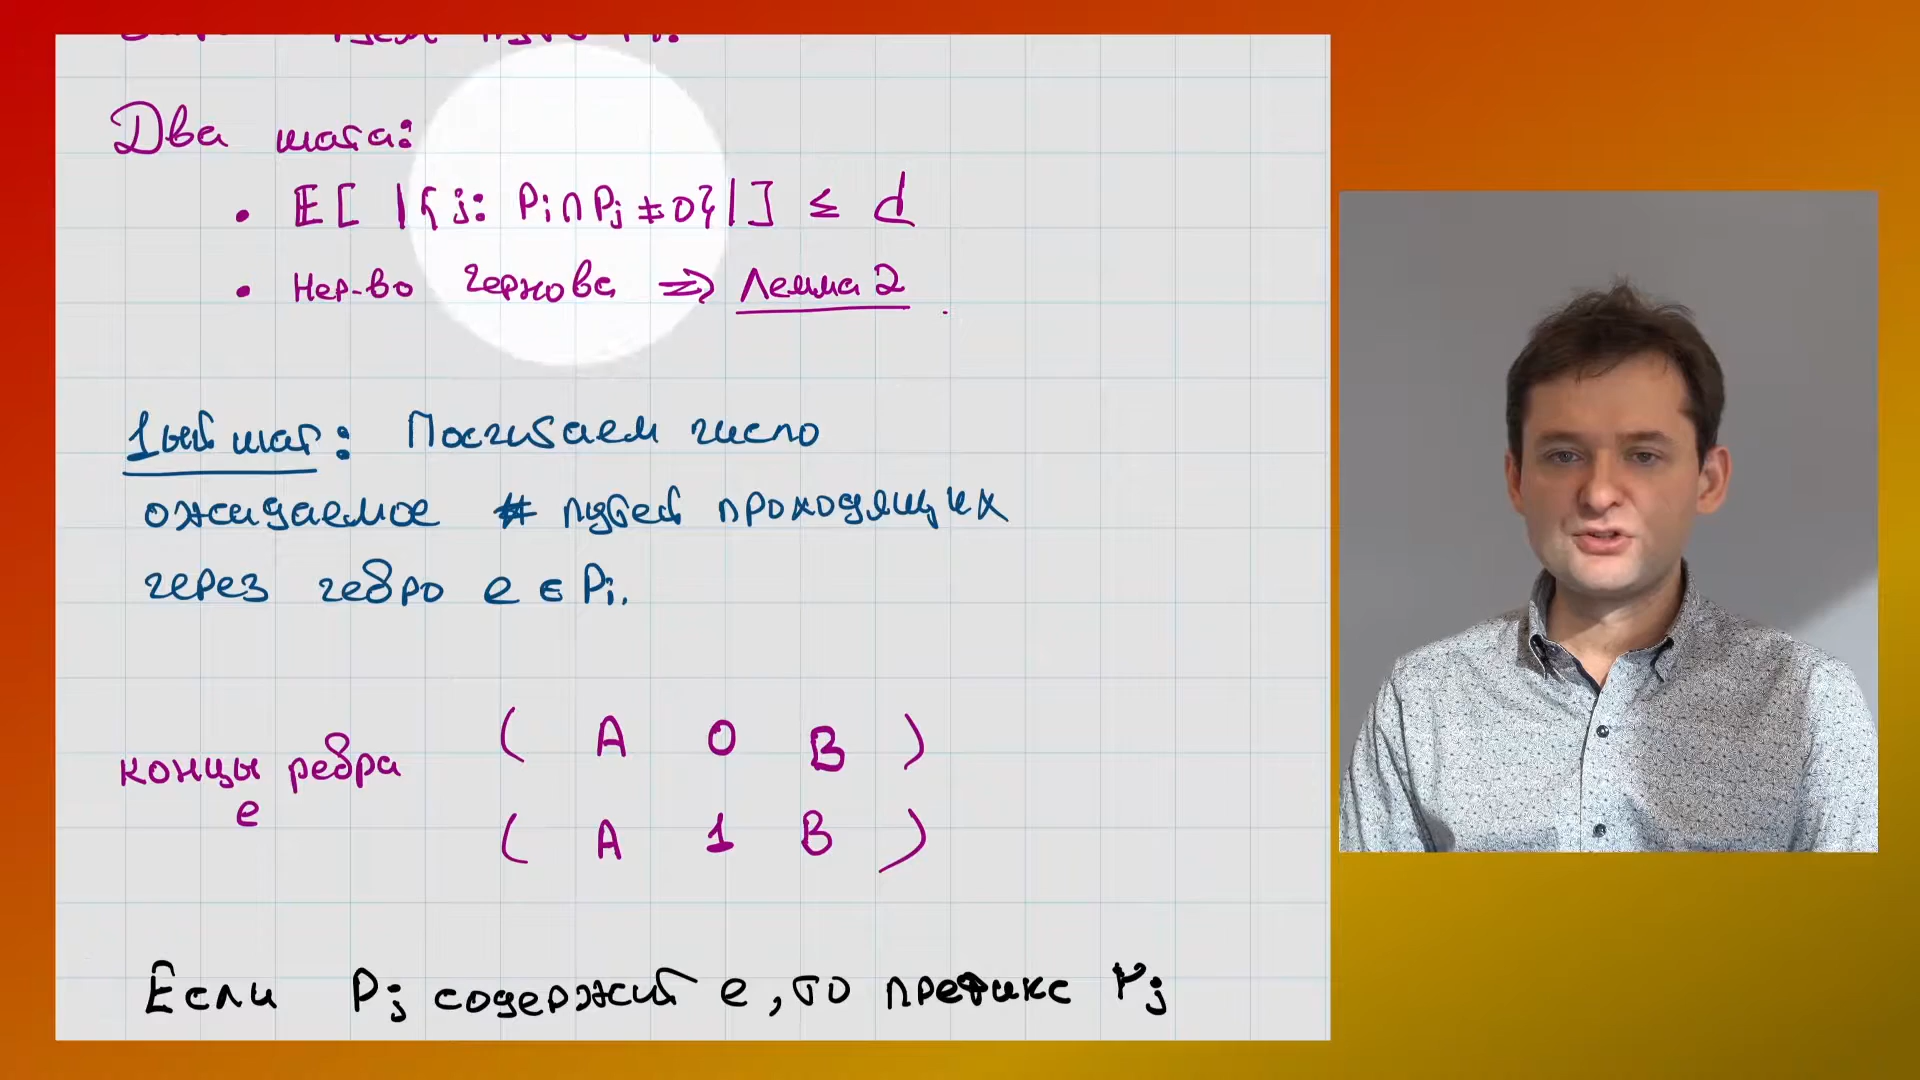 Два шага:
• E[ |{j: Pi∩Pj ≠0}|] ≤ d
• Нер-во Чернова => Лемма 2.
1ый шаг: Посчитаем число
ожидаемое # путей проходящих
через ребро e ∈ Pi.
концы ребра
e
( A 0 B )
( A 1 B )
Если Pj содержит e, то префикс rj